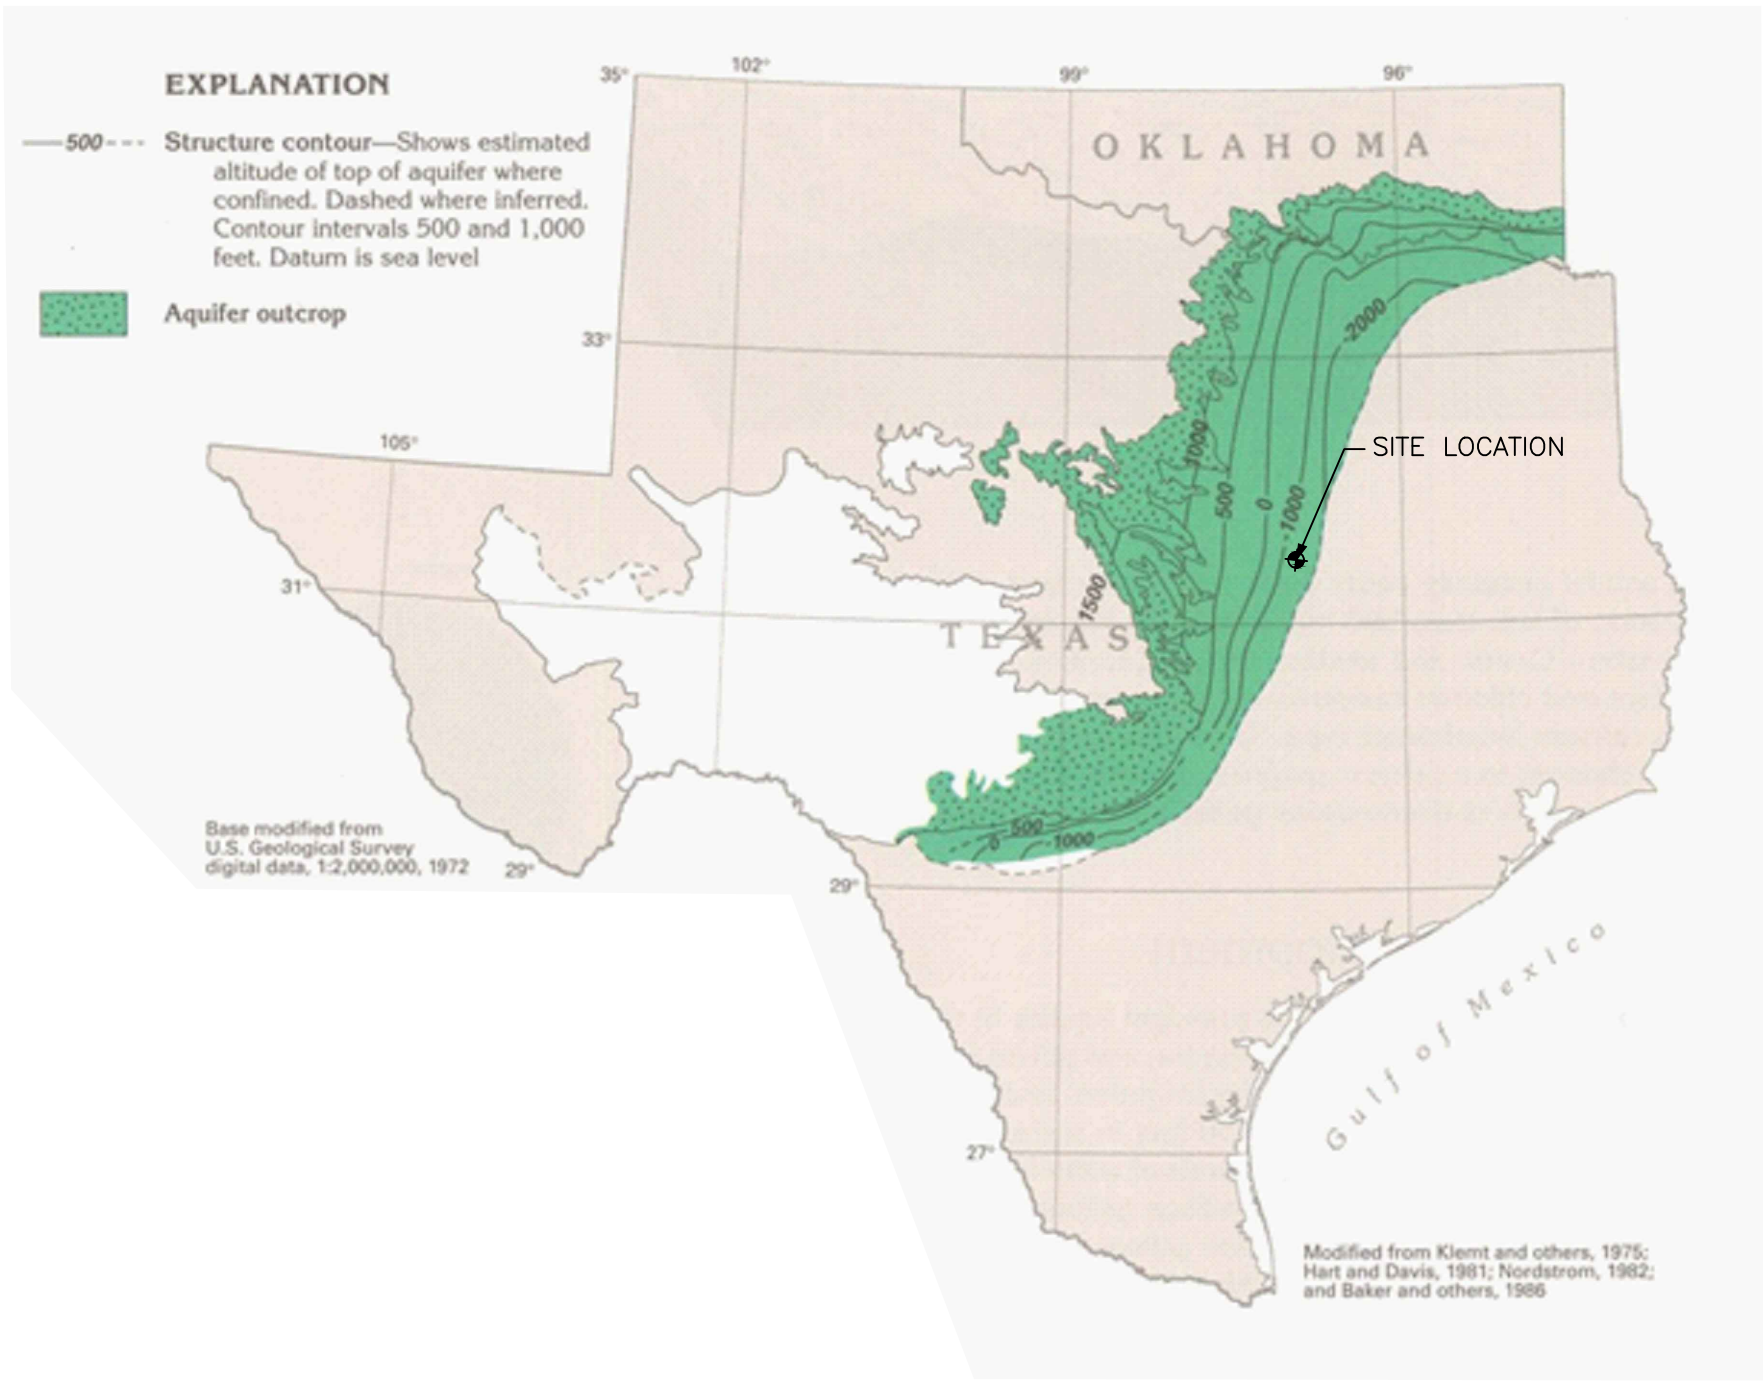 EXPLANATION
500
Structure contour—Shows estimated
altitude of top of aquifer where
confined. Dashed where inferred.
Contour intervals 500 and 1,000
feet. Datum is sea level
Aquifer outcrop
35°
102°
99°
96°
OKLAHOMA
33°
2000
105°
1000
SITE LOCATION
500
0
1000
31°
1500
TEXAS
500
0
1000
Base modified from
U.S. Geological Survey
digital data, 1:2,000,000, 1972
29°
29°
Gulf of Mexico
27°
Modified from Klemt and others, 1975;
Hart and Davis, 1981; Nordstrom, 1982;
and Baker and others, 1986